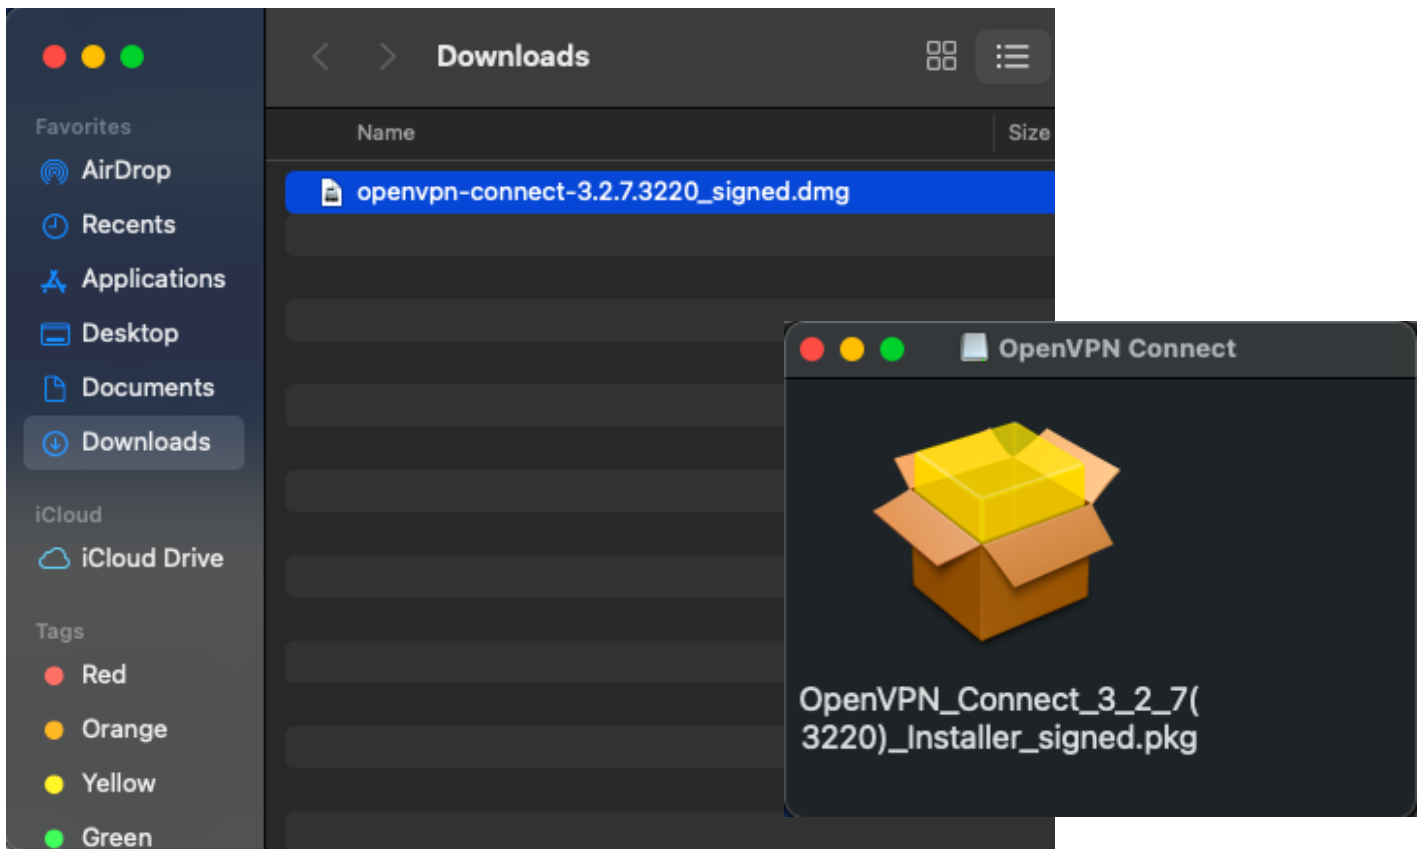 Downloads
Favorites
AirDrop
Recents
Applications
Desktop
Documents
Downloads
iCloud
iCloud Drive
Tags
Red
Orange
Yellow
Green
Name
Size
openvpn-connect-3.2.7.3220_signed.dmg
OpenVPN Connect
OpenVPN_Connect_3_2_7(
3220)_Installer_signed.pkg